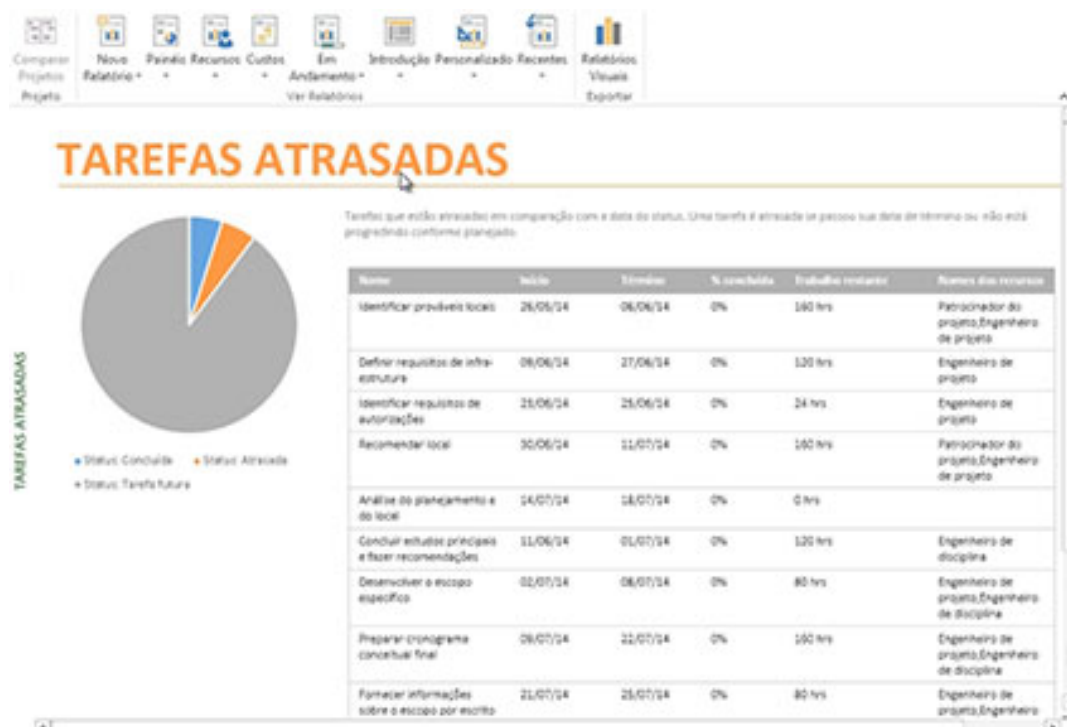 Comparar Projetos
Novo Relatório
Painéis
Recursos
Custos
Em Andamento
Introdução
Personalizado
Recentes
Relatórios Visuais
Projeto
Ver Relatórios
Exportar
TAREFAS ATRASADAS
TAREFAS ATRASADAS
Status: Concluída
Status: Atrasada
Status: Tarefa futura
Tarefas que estão atrasadas em comparação com a data do status. Uma tarefa é atrasada se passou sua data de término ou não está
progredindo conforme planejado.
Nome Início Término % concluída Trabalho restante Nomes dos recursos
Identificar prováveis locais 26/05/14 06/06/14 0% 160 hrs Patrocinador do
projeto;Engenheiro
de projeto
Definir requisitos de infra- 09/06/14 27/06/14 0% 120 hrs Engenheiro de
estrutura projeto
Identificar requisitos de 25/06/14 0% 24 hrs Engenheiro de
autorizações projeto
Recomendar local 30/06/14 11/07/14 0% 160 hrs Patrocinador do
projeto;Engenheiro
de projeto
Análise do planejamento e 14/07/14 18/07/14 0% 0 hrs
do local
Concluir estudos principais 11/06/14 01/07/14 0% 120 hrs Engenheiro de
e fazer recomendações disciplina
Desenvolver o escopo 02/07/14 08/07/14 0% 80 hrs Engenheiro de
específico projeto;Engenheiro
de disciplina
Preparar cronograma 09/07/14 22/07/14 0% 160 hrs Engenheiro de
conceitual final projeto;Engenheiro
de disciplina
Fornecer informações 21/07/14 25/07/14 0% 80 hrs Engenheiro de
sobre o escopo por escrito projeto;Engenheiro